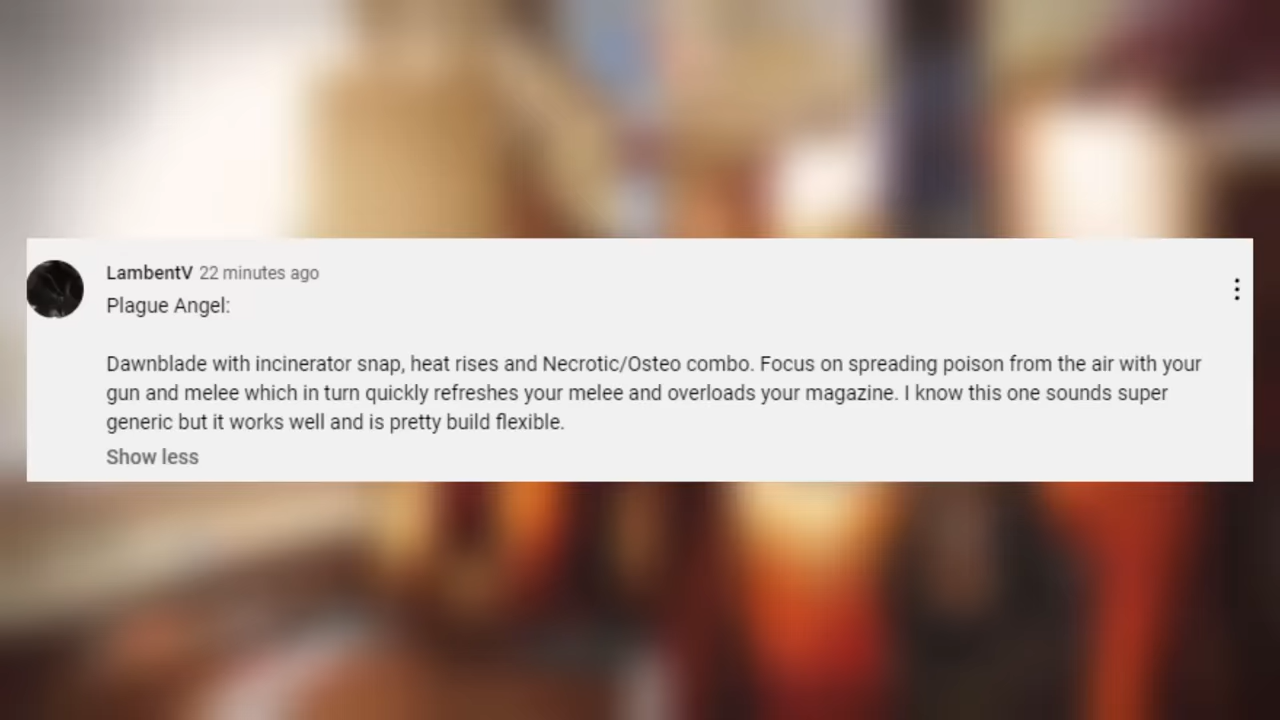 LambentV 22 minutes ago
Plague Angel:
Dawnblade with incinerator snap, heat rises and Necrotic/Osteo combo. Focus on spreading poison from the air with your
gun and melee which in turn quickly refreshes your melee and overloads your magazine. I know this one sounds super
generic but it works well and is pretty build flexible.
Show less